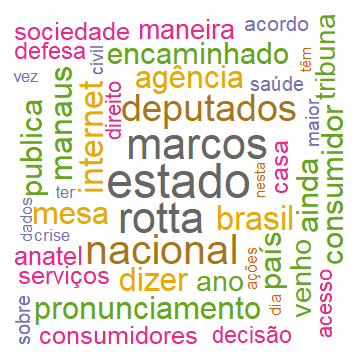 sociedade maneira acordo
defesa civil encaminhado têm
vez agência saúde tribuna
publica manaus internet direito deputados maior
marcos casa consumidor
estado nesta ainda
dados ter rotta
mesa brasil
crise nacional país
anatel ações
serviços dizer ano venho acesso
sobre pronunciamento dia
consumidores decisão